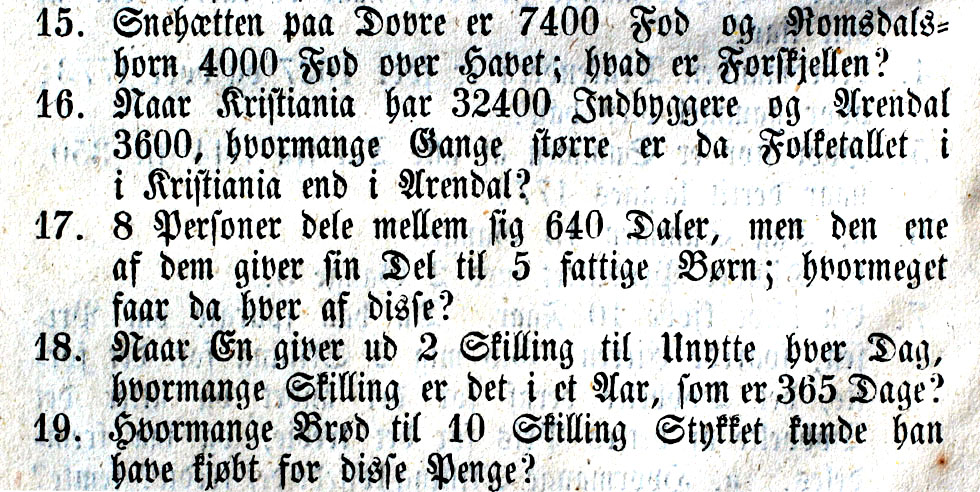 15. Snehætten paa Dovre er 7400 Fod og Romsdals-
horn 4000 Fod over Havet; hvad er Forskjellen?
16. Naar Kristiania har 32400 Indbyggere og Arendal
3600, hvormange Gange større er da Folketallet i
i Kristiania end i Arendal?
17. 8 Personer dele mellem sig 640 Daler, men den ene
af dem giver sin Del til 5 fattige Børn; hvormeget
faar da hver af disse?
18. Naar En giver ud 2 Skilling til Unytte hver Dag,
hvormange Skilling er det i et Aar, som er 365 Dage?
19. Hvormange Brød til 10 Skilling Stykket kunde han
have kjøbt for disse Penge?